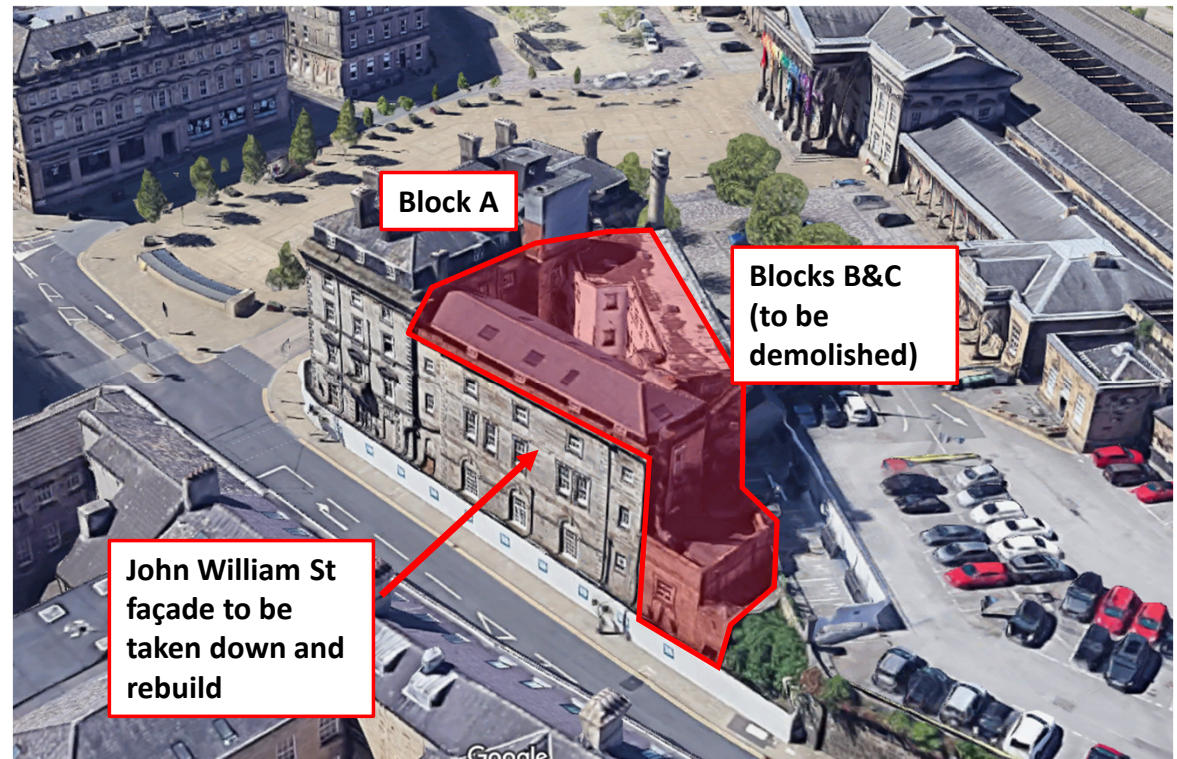 Block A
Blocks B&C
(to be
demolished)
John William St
façade to be
taken down and
rebuild
Google